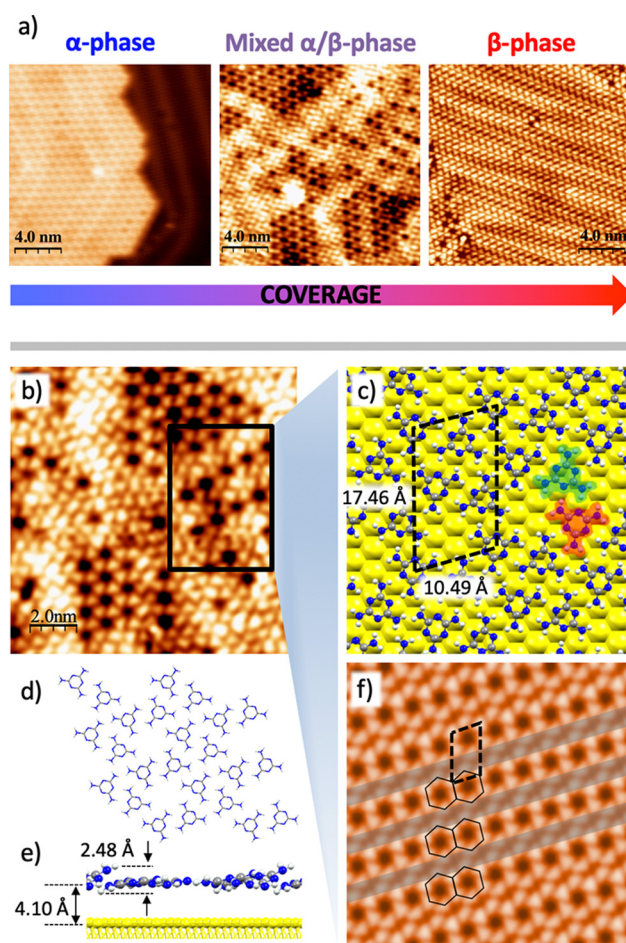 a)
α-phase
Mixed α/β-phase
β-phase
4.0 nm
4.0 nm
4.0 nm
COVERAGE
b)
2.0nm
c)
17.46 Å
10.49 Å
d)
e)
2.48 Å
4.10 Å
f)